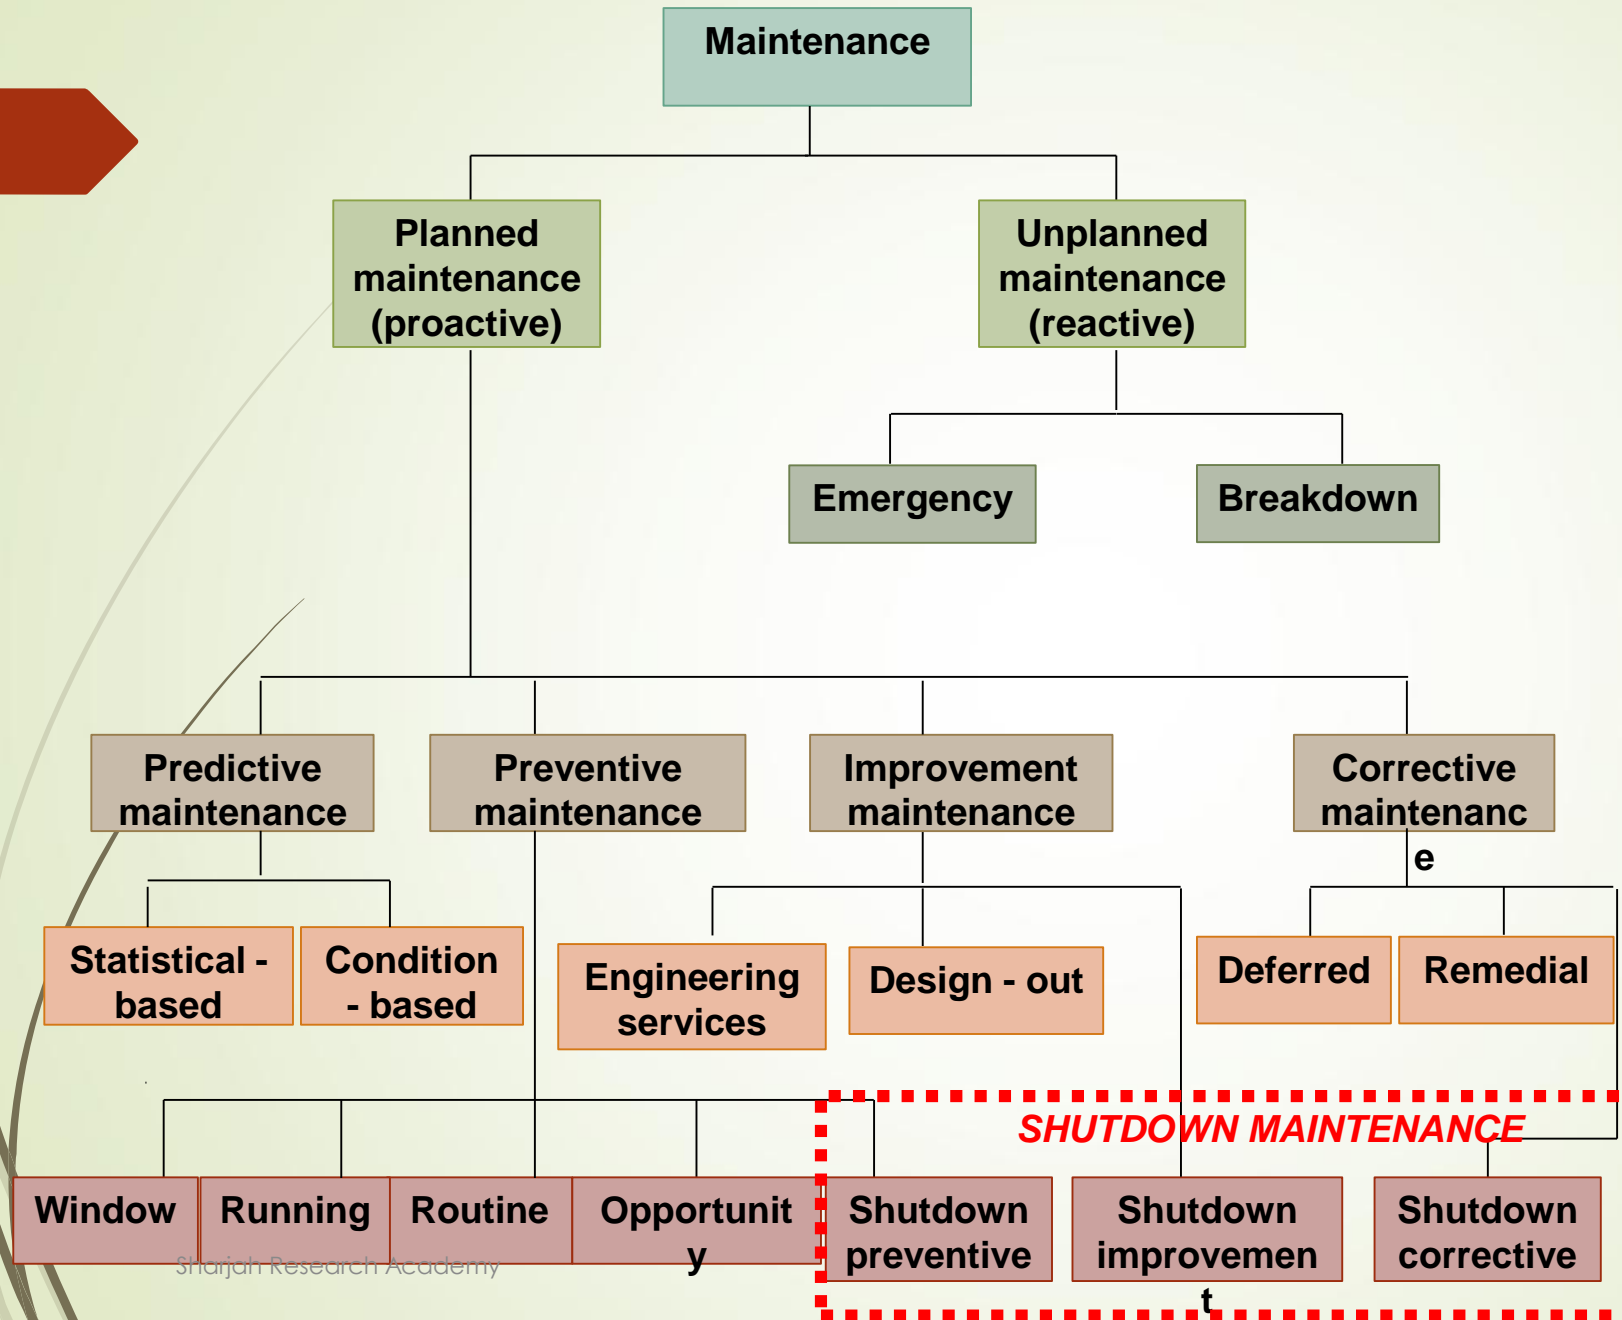 Maintenance
Planned
maintenance
(proactive)
Unplanned
maintenance
(reactive)
Emergency
Breakdown
Predictive
maintenance
Preventive
maintenance
Improvement
maintenance
Corrective
maintenanc
e
Statistical -
based
Condition
- based
Engineering
services
Design - out
Deferred
Remedial
SHUTDOWN MAINTENANCE
Window
Running
Routine
Opportunit
y
Shutdown
preventive
Shutdown
improvemen
t
Shutdown
corrective
Sharjah Research Academy